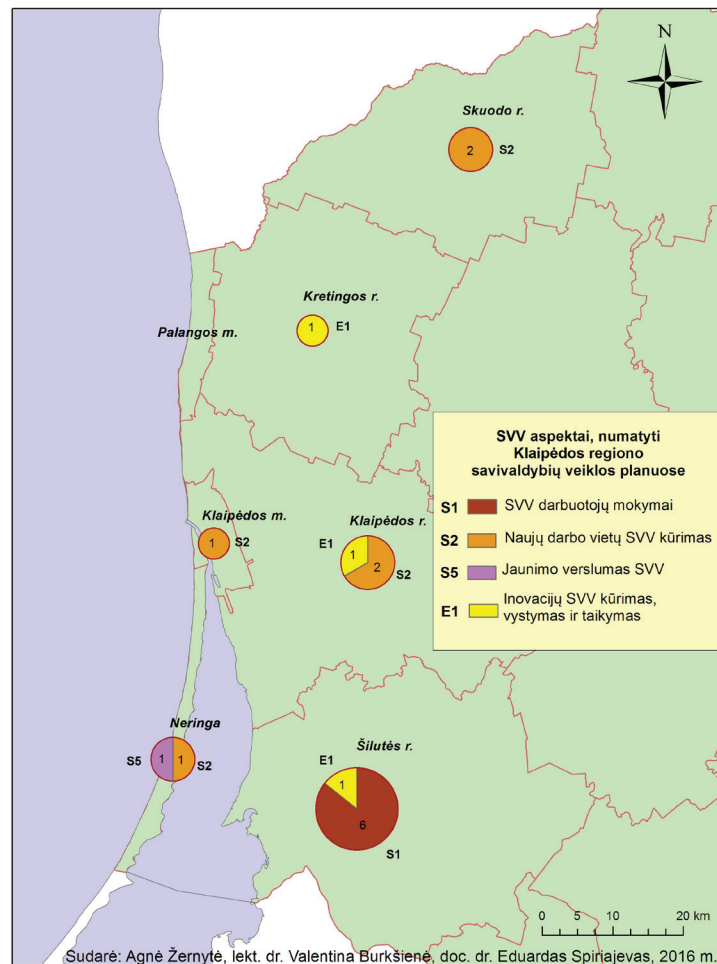 N
Skuodo r.
2 S2
Kretingos r.
1 E1
Palangos m.
SVV aspektai, numatyti
Klaipėdos regiono
savivaldybių veiklos planuose
S1 SVV darbuotojų mokymai
S2 Naujų darbo vietų SVV kūrimas
S5 Jaunimo verslumas SVV
E1 Inovacijų SVV kūrimas,
vystymas ir taikymas
Klaipėdos m.
1 S2
Klaipėdos r.
E1 1
2 S2
Neringa
S5 1 1 S2
Šilutės r.
E1 1
6
S1
0 5 10 20 km
Sudarė: Agnė Žernytė, lekt. dr. Valentina Burkšienė, doc. dr. Eduardas Spiriajevas, 2016 m.